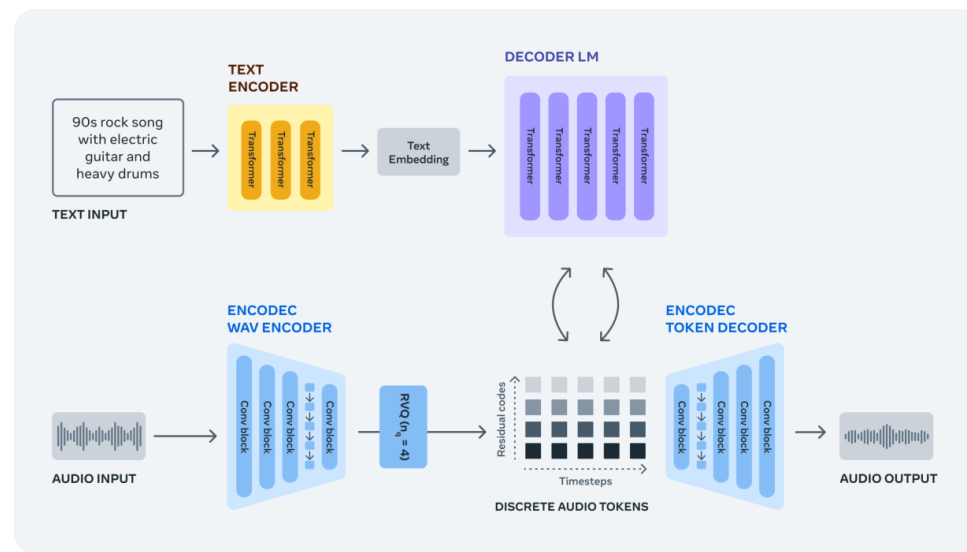 DECODER LM
TEXT
ENCODER
90s rock song
with electric
guitar and
heavy drums
TEXT INPUT
Transformer
Transformer
Transformer
Text
Embedding
Transformer
Transformer
Transformer
Transformer
Transformer
ENCODEC
WAV ENCODER
ENCODEC
TOKEN DECODER
AUDIO INPUT
Conv block
Conv block
Conv block
Conv block
RVQ (n_q = 4)
Residual codes
Timesteps
DISCRETE AUDIO TOKENS
Conv block
Conv block
Conv block
Conv block
AUDIO OUTPUT